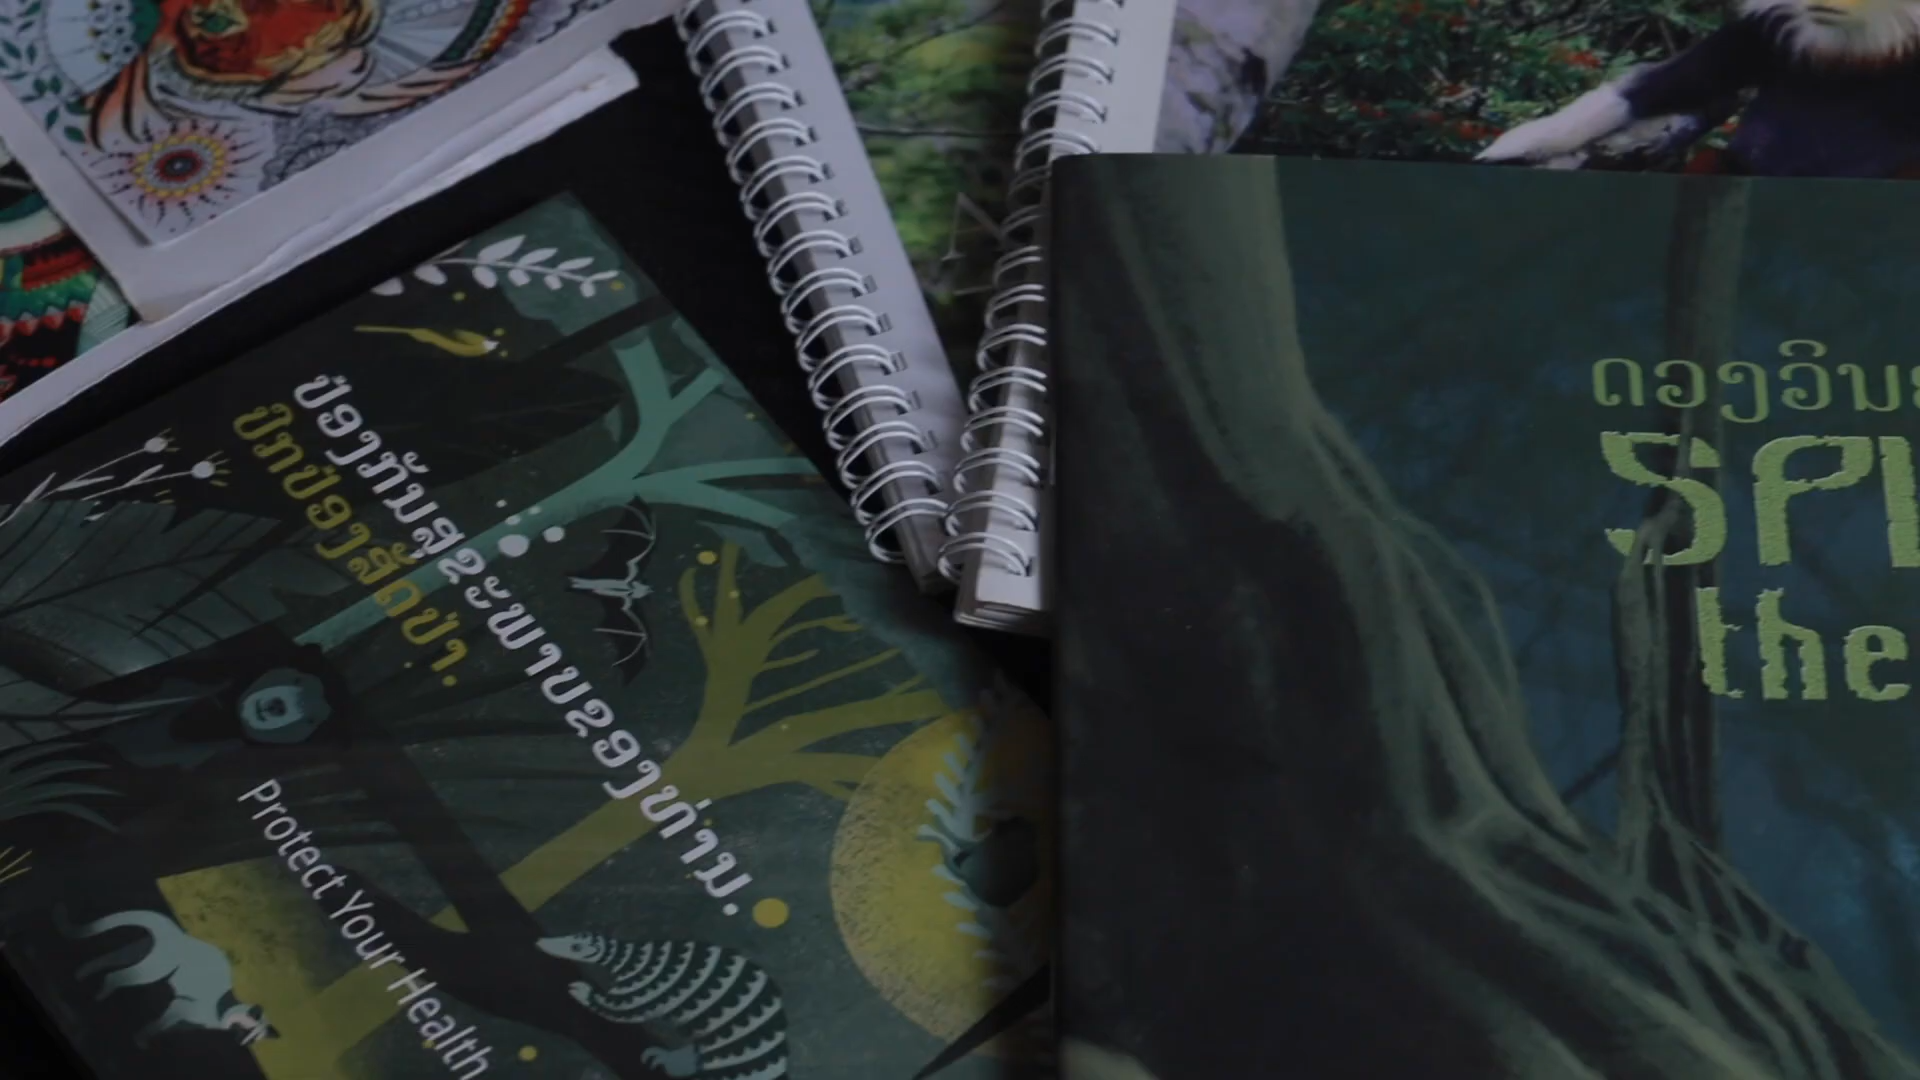 ປ້ອງກັນສຸຂະພາບຂອງທ່ານ.
ປົກປ້ອງສັດປ່າ.
Protect Your Health
ດອງວິນຍ
SPI
the